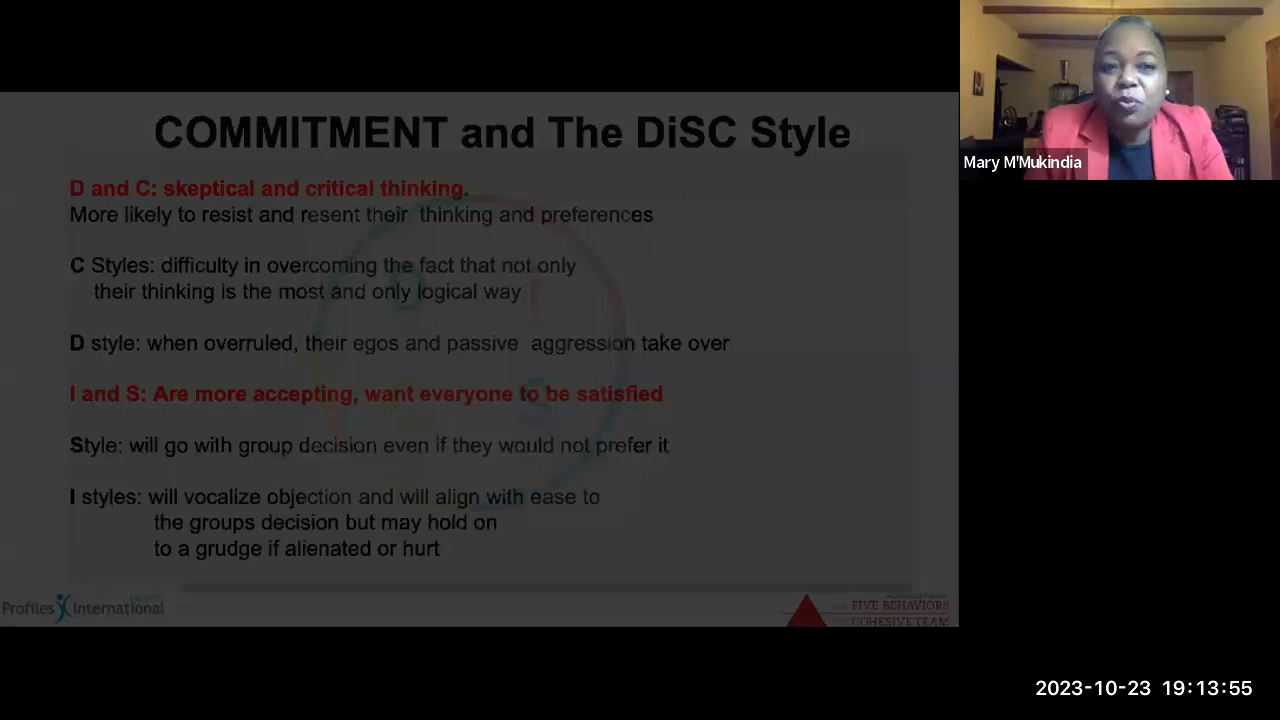 COMMITMENT and The DiSC Style
D and C: skeptical and critical thinking.
More likely to resist and resent their thinking and preferences
C Styles: difficulty in overcoming the fact that not only
their thinking is the most and only logical way
D style: when overruled, their egos and passive aggression take over
I and S: Are more accepting, want everyone to be satisfied
Style: will go with group decision even if they would not prefer it
I styles: will vocalize objection and will align with ease to
the groups decision but may hold on
to a grudge if alienated or hurt
Profiles International
FIVE BEHAVIORS
COHESIVE TEAM
Mary M'Mukindia
2023-10-23 19:13:55